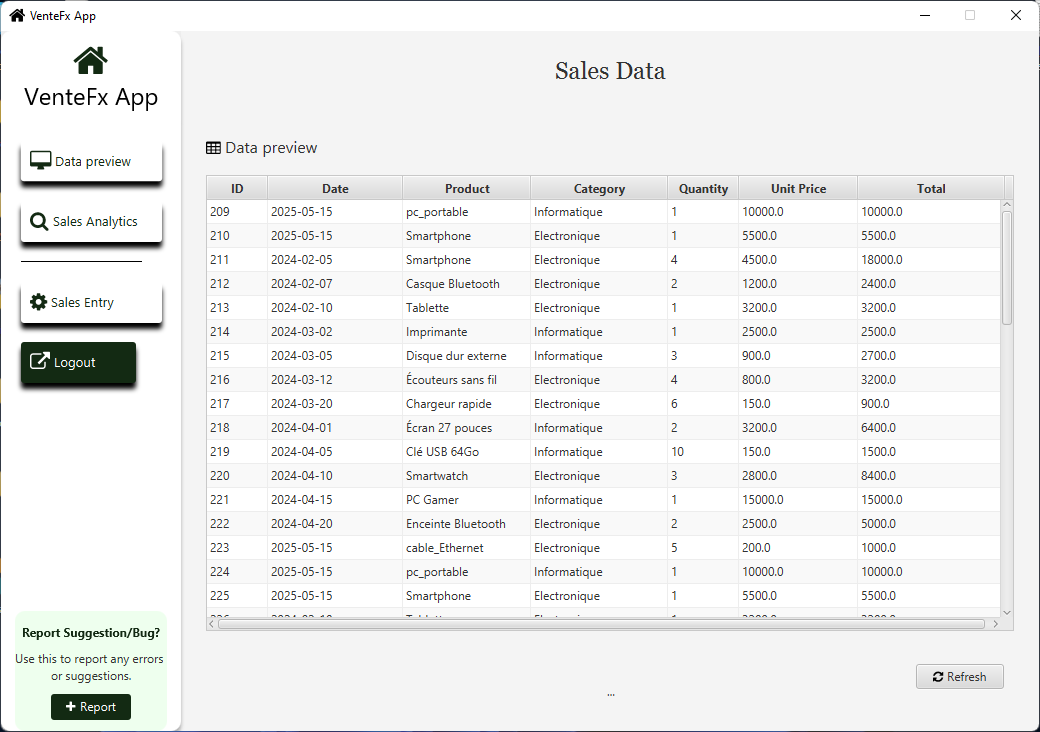 VenteFx App
VenteFx App
Data preview
Sales Analytics
Sales Entry
Logout
Report Suggestion/Bug?
Use this to report any errors
or suggestions.
+ Report
Sales Data
Data preview
ID Date Product Category Quantity Unit Price Total
209 2025-05-15 pc_portable Informatique 1 10000.0 10000.0
210 2025-05-15 Smartphone Electronique 1 5500.0 5500.0
211 2024-02-05 Smartphone Electronique 4 4500.0 18000.0
212 2024-02-07 Casque Bluetooth Electronique 2 1200.0 2400.0
213 2024-02-10 Tablette Electronique 1 3200.0 3200.0
214 2024-03-02 Imprimante Informatique 1 2500.0 2500.0
215 2024-03-05 Disque dur externe Informatique 3 900.0 2700.0
216 2024-03-12 Écouteurs sans fil Electronique 4 800.0 3200.0
217 2024-03-20 Chargeur rapide Electronique 6 150.0 900.0
218 2024-04-01 Écran 27 pouces Informatique 2 3200.0 6400.0
219 2024-04-05 Clé USB 64Go Informatique 10 150.0 1500.0
220 2024-04-10 Smartwatch Electronique 3 2800.0 8400.0
221 2024-04-15 PC Gamer Informatique 1 15000.0 15000.0
222 2024-04-20 Enceinte Bluetooth Electronique 2 2500.0 5000.0
223 2025-05-15 cable_Ethernet Electronique 5 200.0 1000.0
224 2025-05-15 pc_portable Informatique 1 10000.0 10000.0
225 2025-05-15 Smartphone Electronique 1 5500.0 5500.0
Refresh
...